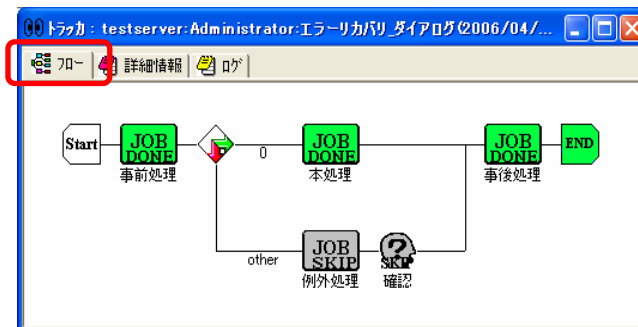 トラッカ : testserver:Administrator:エラーリカバリ_ダイアログ(2006/04/...
フロー 詳細情報 ログ
Start JOB DONE 0 JOB DONE JOB DONE END
事前処理 本処理 事後処理
other JOB SKIP ? SKIP
例外処理 確認